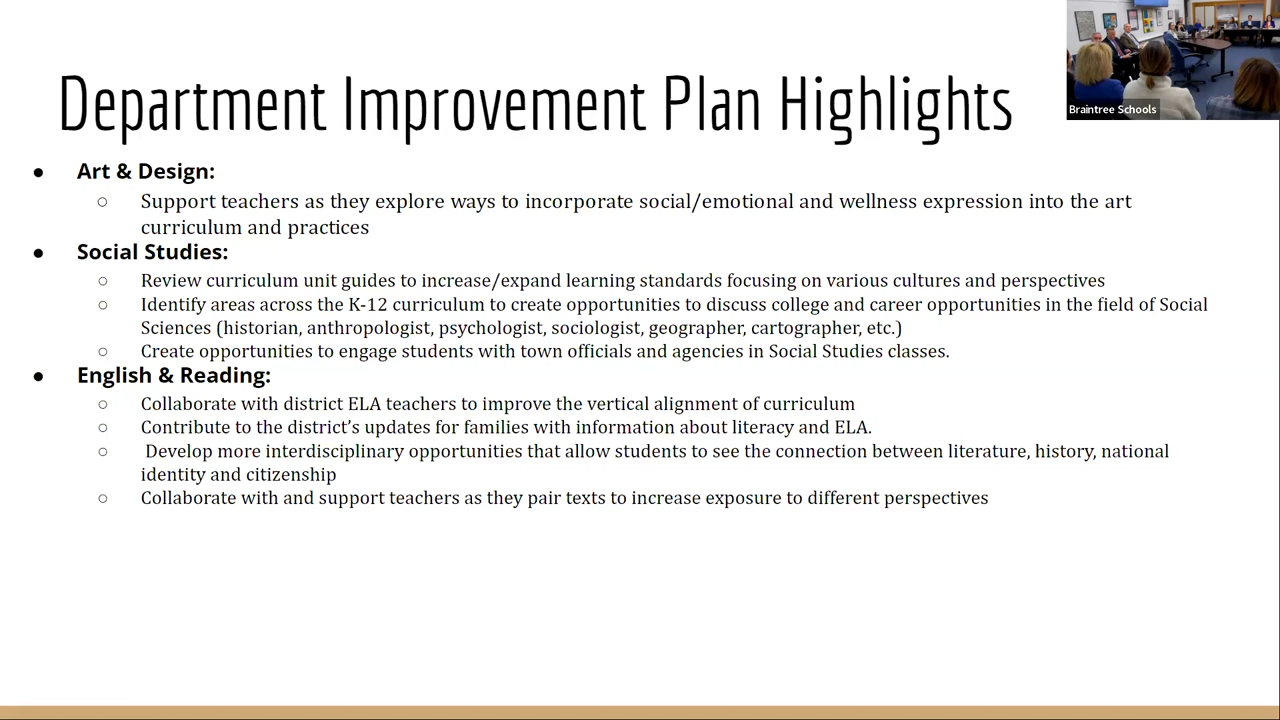 Department Improvement Plan Highlights
Braintree Schools
● Art & Design:
○ Support teachers as they explore ways to incorporate social/emotional and wellness expression into the art
curriculum and practices
● Social Studies:
○ Review curriculum unit guides to increase/expand learning standards focusing on various cultures and perspectives
○ Identify areas across the K-12 curriculum to create opportunities to discuss college and career opportunities in the field of Social
Sciences (historian, anthropologist, psychologist, sociologist, geographer, cartographer, etc.)
○ Create opportunities to engage students with town officials and agencies in Social Studies classes.
● English & Reading:
○ Collaborate with district ELA teachers to improve the vertical alignment of curriculum
○ Contribute to the district’s updates for families with information about literacy and ELA.
○ Develop more interdisciplinary opportunities that allow students to see the connection between literature, history, national
identity and citizenship
○ Collaborate with and support teachers as they pair texts to increase exposure to different perspectives